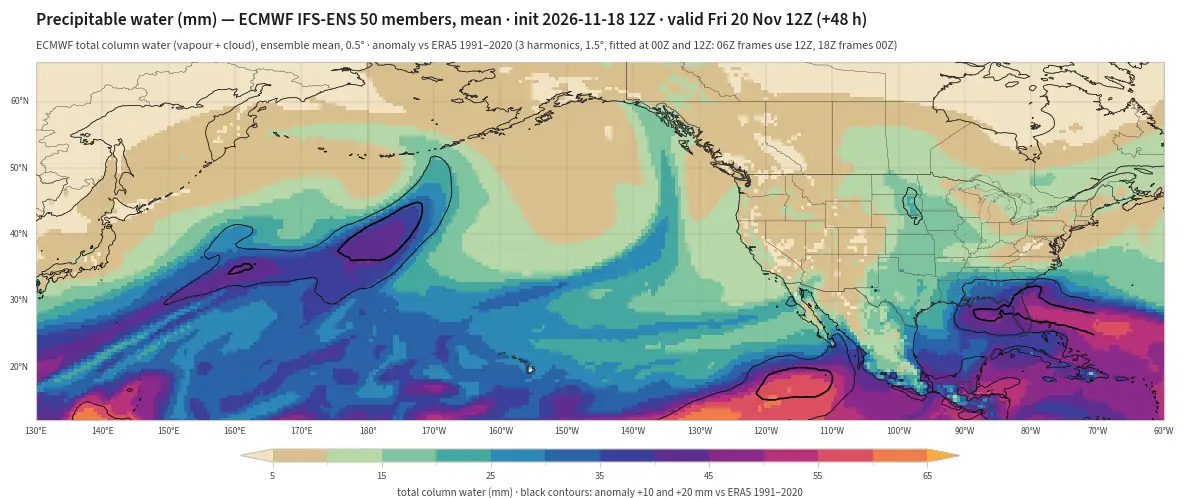 Precipitable water (mm) — ECMWF IFS-ENS 50 members, mean · init 2026-11-18 12Z · valid Fri 20 Nov 12Z (+48 h)
ECMWF total column water (vapour + cloud), ensemble mean, 0.5° · anomaly vs ERA5 1991–2020 (3 harmonics, 1.5°, fitted at 00Z and 12Z: 06Z frames use 12Z, 18Z frames 00Z)
60°N
50°N
40°N
30°N
20°N
130°E 140°E 150°E 160°E 170°E 180° 170°W 160°W 150°W 140°W 130°W 120°W 110°W 100°W 90°W 80°W 70°W 60°W
5 15 25 35 45 55 65
total column water (mm) · black contours: anomaly +10 and +20 mm vs ERA5 1991–2020